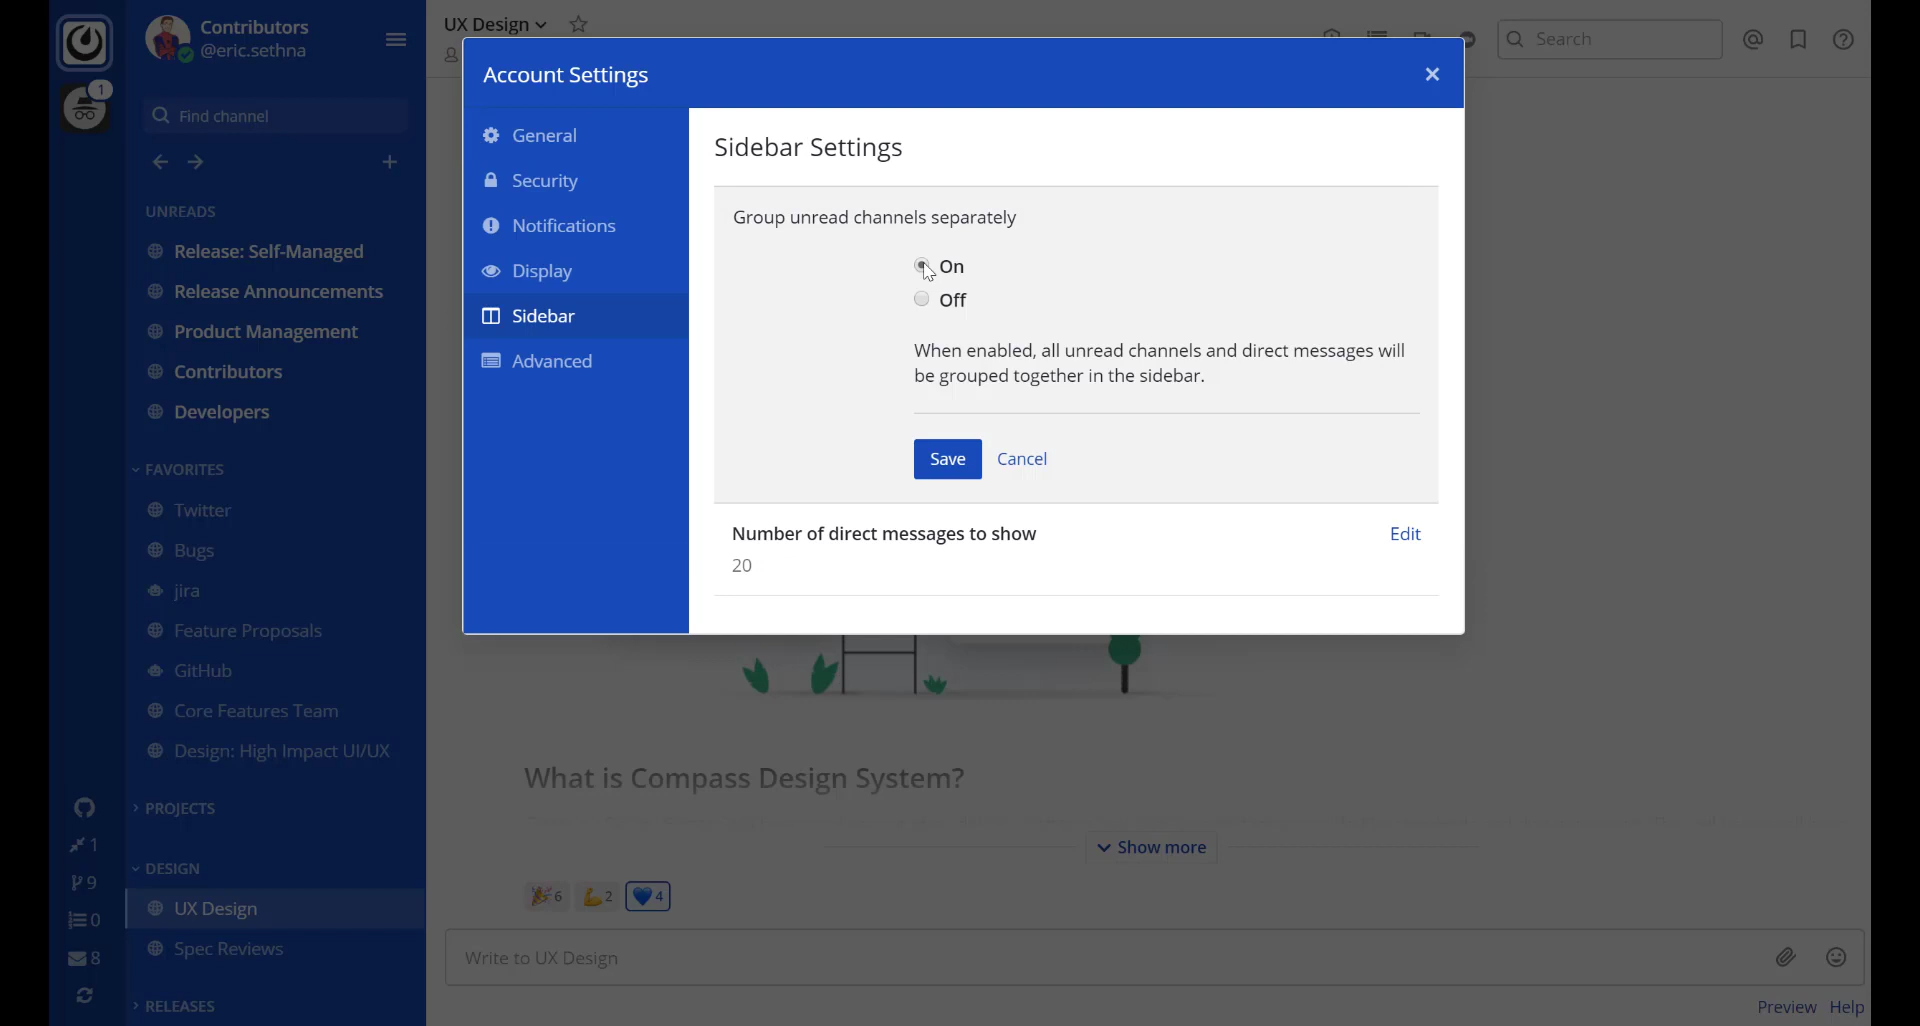 Contributors
@eric.sethna
1
Find channel
UNREADS
Release: Self-Managed
Release Announcements
Product Management
Contributors
Developers
FAVORITES
Twitter
Bugs
jira
Feature Proposals
GitHub
Core Features Team
Design: High Impact UI/UX
PROJECTS
DESIGN
UX Design
Spec Reviews
RELEASES
1
9
0
8
UX Design
Search
Account Settings
General
Security
Notifications
Display
Sidebar
Advanced
Sidebar Settings
Group unread channels separately
On
Off
When enabled, all unread channels and direct messages will
be grouped together in the sidebar.
Save Cancel
Number of direct messages to show Edit
20
What is Compass Design System?
Show more
6 2 4
Write to UX Design
Preview Help